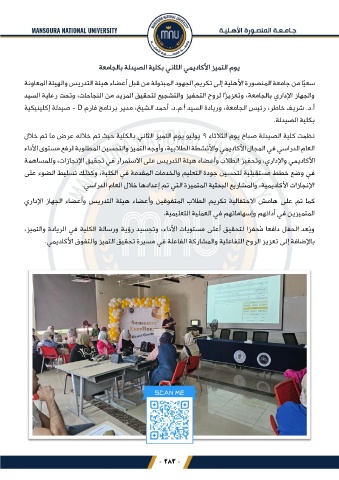 MANSOURA NATIONAL UNIVERSITY
جـامـعـة المنصـورة الأهـلـيـة
MNU
يوم التميز الأكاديمي الثاني بكلية الصيدلة بالجامعة
سعيًا من جامعة المنصورة الأهلية إلى تكريم الجهود المبذولة من قبل أعضاء هيئة التدريس والهيئة المعاونة
والجهاز الإداري بالجامعة، وتعزيزًا لروح التحفيز والتشجيع لتحقيق المزيد من النجاحات، وتحت رعاية السيد
أ.د. شريف خاطر، رئيس الجامعة، وريادة السيد أ.م.د. أحمد الشيخ، مدير برنامج فارم D - صيدلة إكلينيكية
بكلية الصيدلة.
نظمت كلية الصيدلة صباح يوم الثلاثاء ٩ يوليو يوم التميز الثاني بالكلية حيث تم خلاله عرض ما تم خلال
العام الدراسي في المجال الأكاديمي والأنشطة الطلابية، وأوجه التميز والتحسين المطلوبة لرفع مستوى الأداء
الأكاديمي والإداري، وتحفيز الطلاب وأعضاء هيئة التدريس على الاستمرار في تحقيق الإنجازات، والمساهمة
في وضع خطط مستقبلية لتحسين جودة التعليم والخدمات المقدمة في الكلية، وكذلك تسليط الضوء على
الإنجازات الأكاديمية، والمشاريع البحثية المتميزة التي تم إعدادها خلال العام الدراسي.
كما تم على هامش الاحتفالية تكريم الطلاب المتفوقين وأعضاء هيئة التدريس وأعضاء الجهاز الإداري
المتميزين في أدائهم وإسهاماتهم في العملية التعليمية.
ويُعد الحفل دافعا مُحفزا لتحقيق أعلى مستويات الأداء، وتجسيد رؤية ورسالة الكلية في الريادة والتميز،
بالإضافة إلى تعزيز الروح التفاعلية والمشاركة الفاعلة في مسيرة تحقيق التميز والتفوق الأكاديمي.
SCAN ME
- ٢٨٣ -